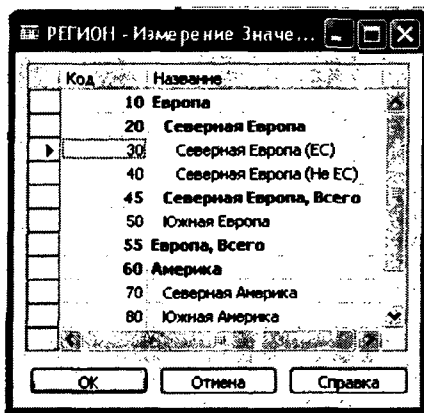 РЕГИОН - Измерение Значе...
Код Название
10 Европа
20 Северная Европа
30 Северная Европа (ЕС)
40 Северная Европа (Не ЕС)
45 Северная Европа, Всего
50 Южная Европа
55 Европа, Всего
60 Америка
70 Северная Америка
80 Южная Америка
ОК Отмена Справка